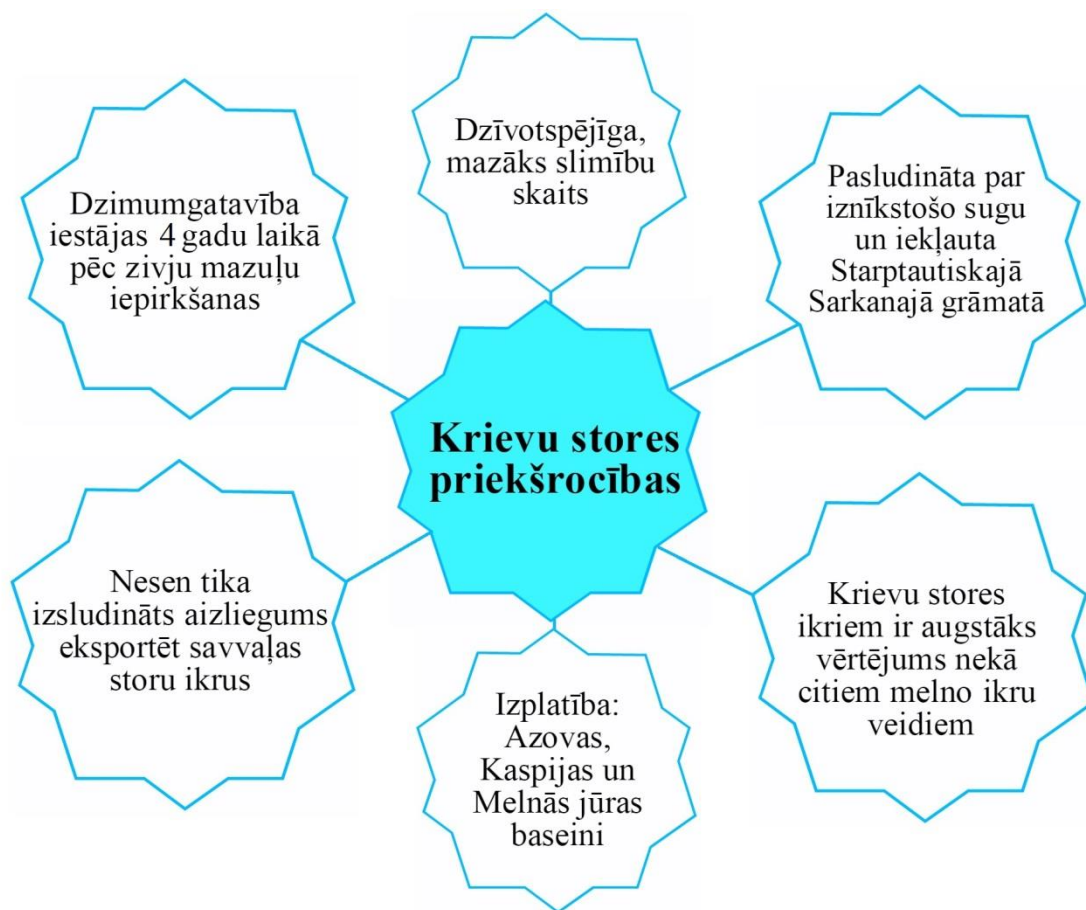 Dzīvotspējīga,
mazāks slimību
skaits
Dzimumgatavība
iestājas 4 gadu laikā
pēc zivju mazuļu
iepirkšanas
Pasludināta par
iznīkstošo sugu
un iekļauta
Starptautiskajā
Sarkanajā grāmatā
Krievu stores
priekšrocības
Nesen tika
izsludināts aizliegums
eksportēt savvaļas
storu ikrus
Krievu stores
ikriem ir augstāks
vērtējums nekā
citiem melno ikru
veidiem
Izplatība:
Azovas,
Kaspijas un
Melnās jūras
baseini